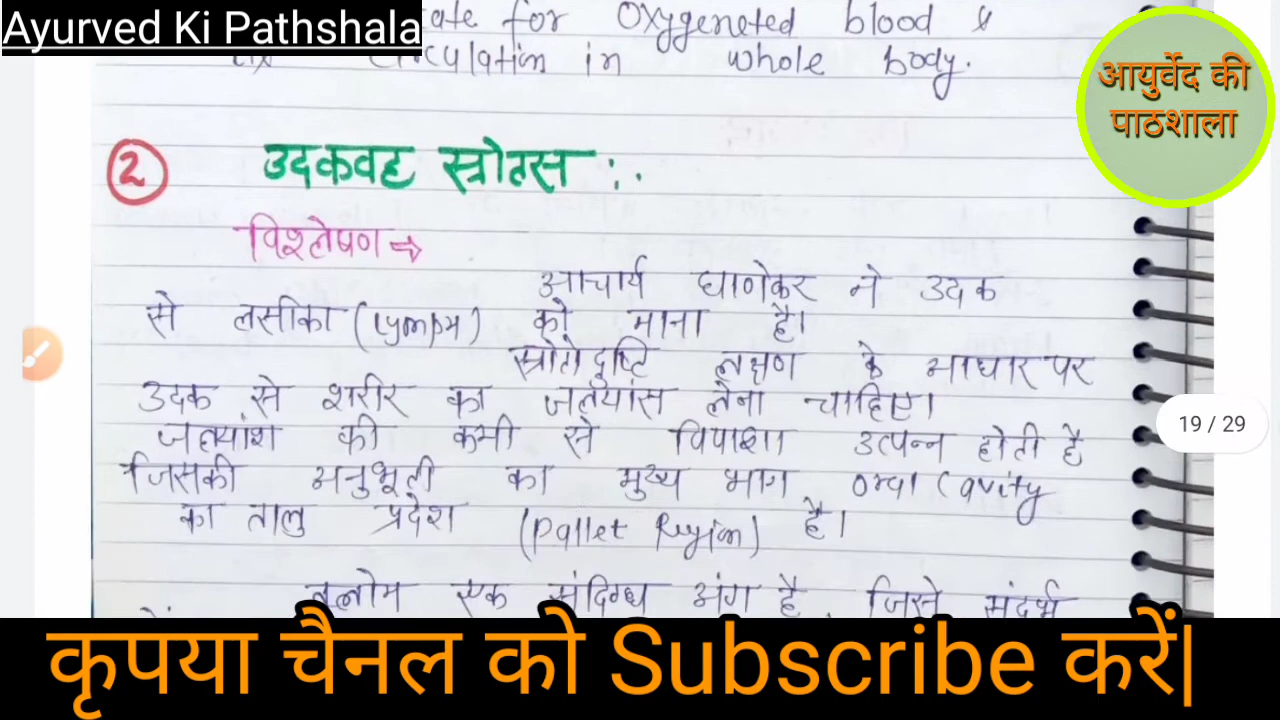 Ayurved Ki Pathshala
for Oxygeneted blood &
circulation in whole body.
आयुर्वेद की
पाठशाला
2 उदकवह स्त्रोतस :.
विश्लेषण →
आचार्य घाणेकर ने उदक
से लसीका (Lymph) को माना है।
स्त्रोतोदुष्टि लक्षण के आधार पर
उदक से शरीर का जलयांस लेना चाहिए।
19 / 29
जलयांश की कमी से पिपाशा उत्पन्न होती है
जिसकी अनुभूती का मुख्य भाग oral Cavity
का तालु प्रदेश (Pallet Region) है।
क्लोम एक संदिग्ध अंग है, जिसे संदर्भ
कृपया चैनल को Subscribe करें|